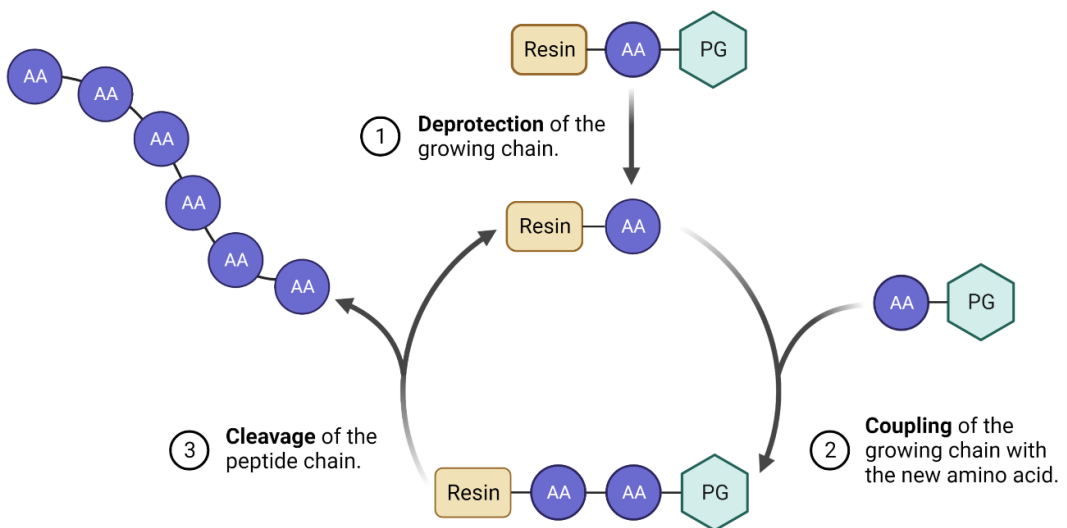 Resin AA PG
1 Deprotection of the
growing chain.
AA
AA
AA
AA
AA
AA
Resin AA
AA PG
2 Coupling of the
growing chain with
the new amino acid.
3 Cleavage of the
peptide chain.
Resin AA AA PG